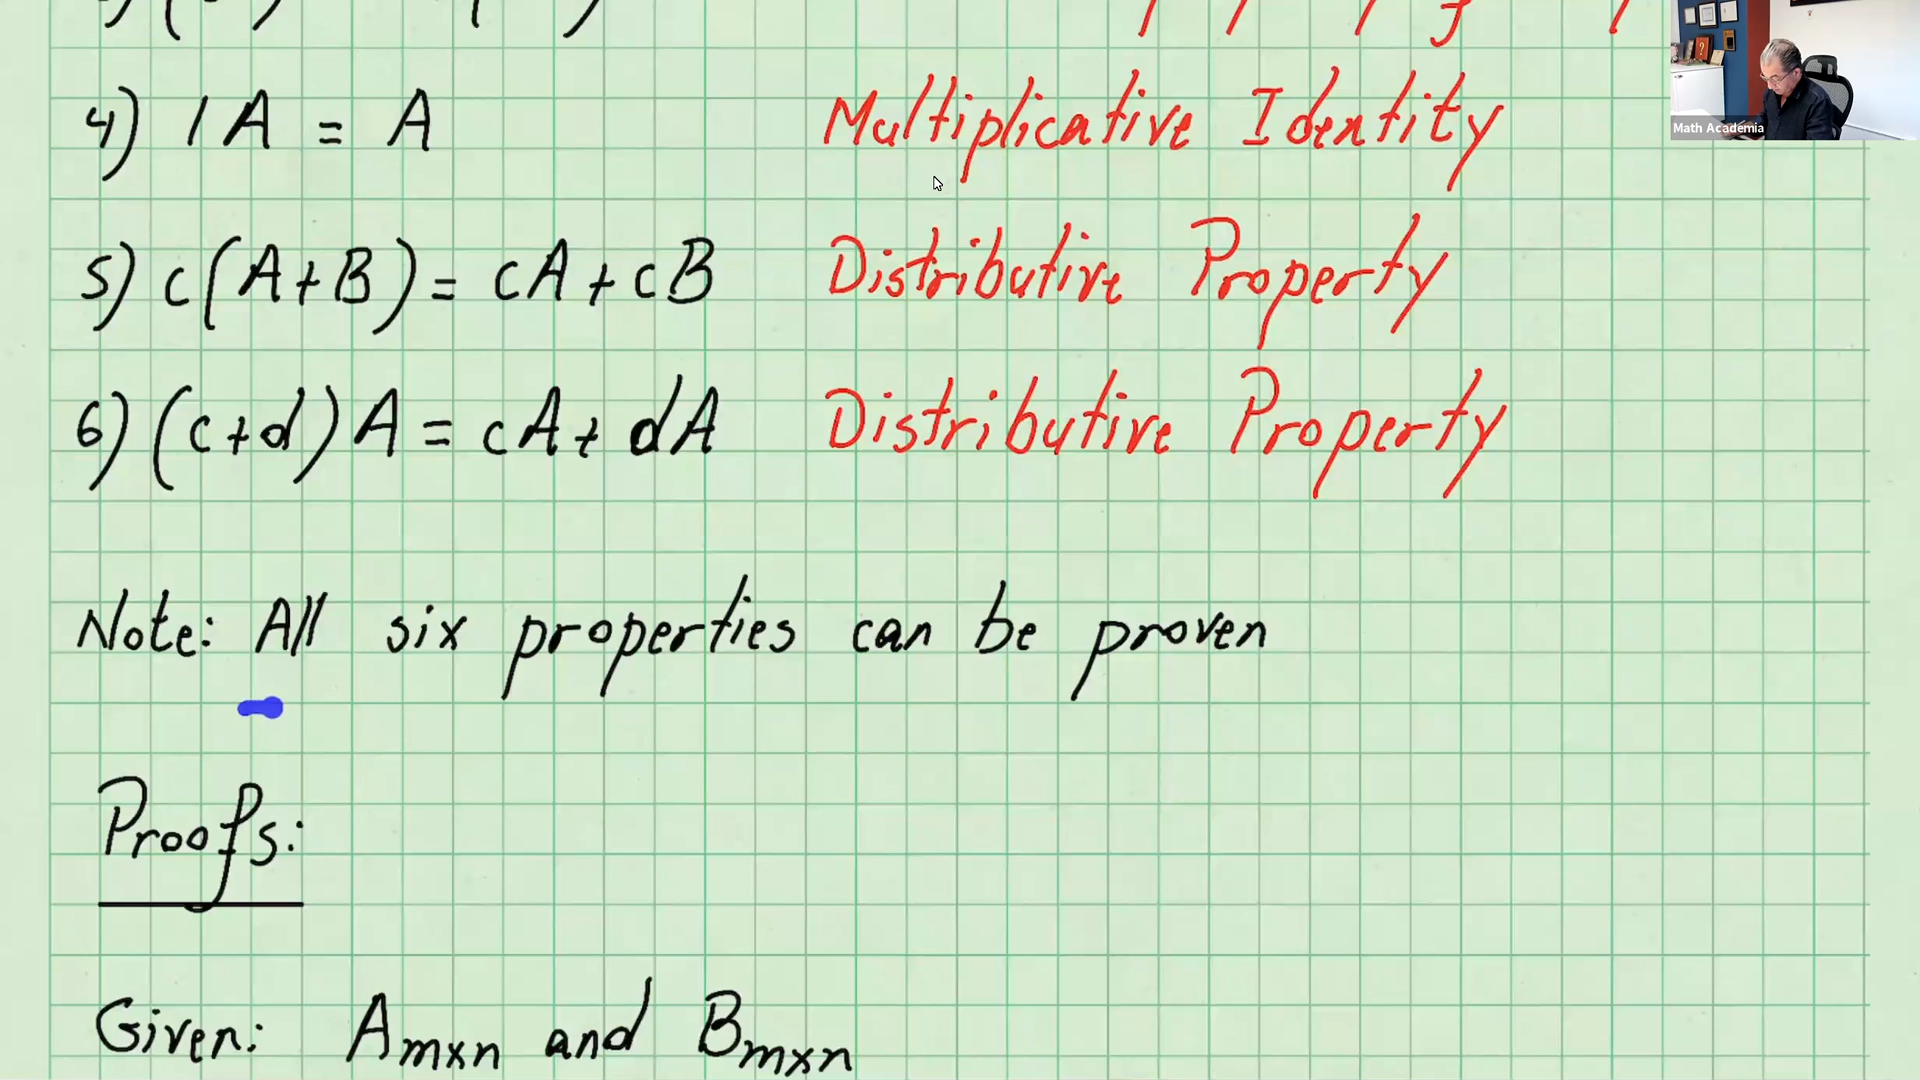 4) 1A = A Multiplicative Identity
Math Academia
5) c(A+B) = cA + cB Distributive Property
6) (c+d)A = cA + dA Distributive Property
Note: All six properties can be proven
Proofs:
Given: Amxn and Bmxn